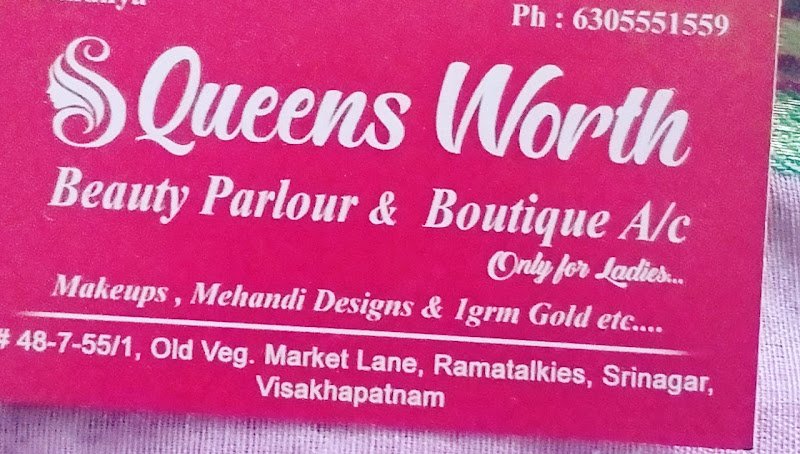 Ph : 6305551559
Queens Worth
Beauty Parlour & Boutique A/c
Only for Ladies...
Makeups , Mehandi Designs & 1grm Gold etc....
# 48-7-55/1, Old Veg. Market Lane, Ramatalkies, Srinagar,
Visakhapatnam